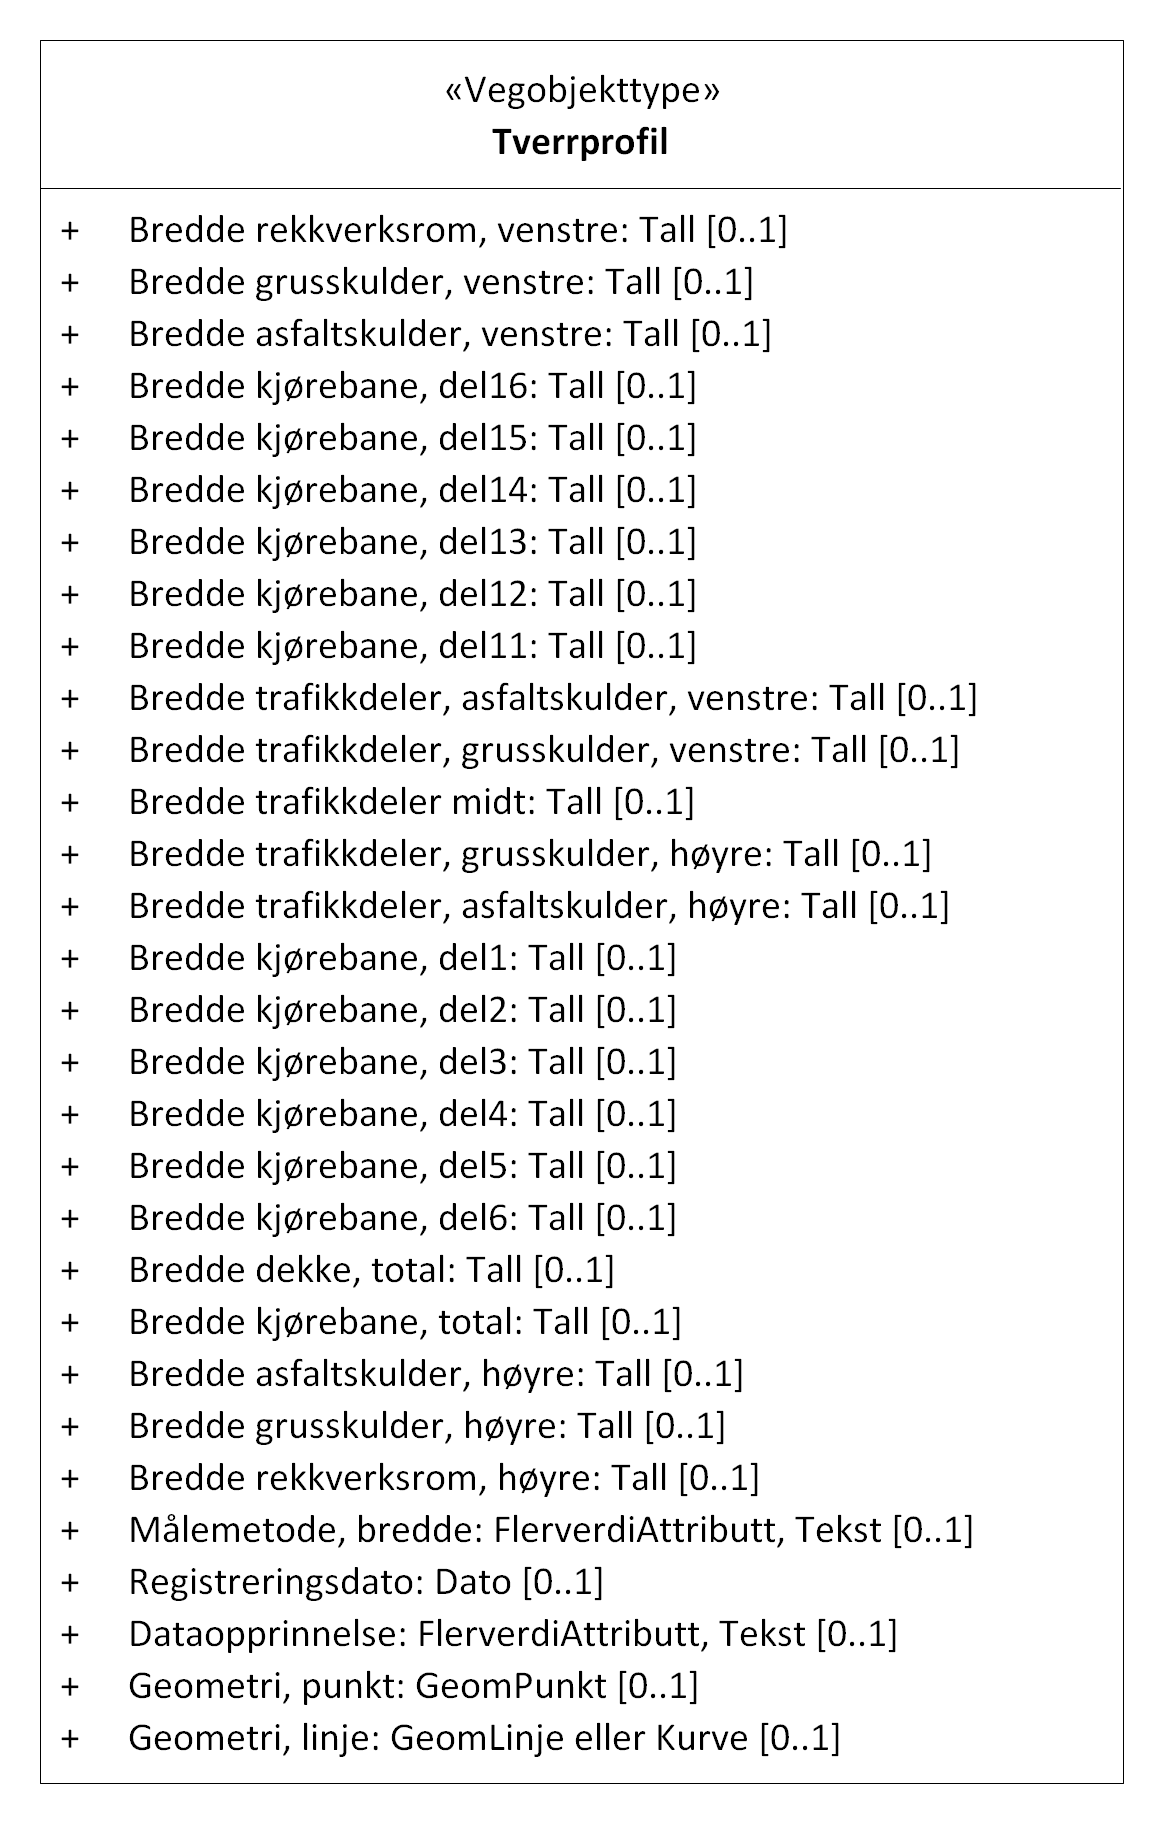 «Vegobjekttype»
Tverrprofil
+ Bredde rekkverksrom, venstre: Tall [0..1]
+ Bredde grusskulder, venstre: Tall [0..1]
+ Bredde asfaltskulder, venstre: Tall [0..1]
+ Bredde kjørebane, del16: Tall [0..1]
+ Bredde kjørebane, del15: Tall [0..1]
+ Bredde kjørebane, del14: Tall [0..1]
+ Bredde kjørebane, del13: Tall [0..1]
+ Bredde kjørebane, del12: Tall [0..1]
+ Bredde kjørebane, del11: Tall [0..1]
+ Bredde trafikkdeler, asfaltskulder, venstre: Tall [0..1]
+ Bredde trafikkdeler, grusskulder, venstre: Tall [0..1]
+ Bredde trafikkdeler midt: Tall [0..1]
+ Bredde trafikkdeler, grusskulder, høyre: Tall [0..1]
+ Bredde trafikkdeler, asfaltskulder, høyre: Tall [0..1]
+ Bredde kjørebane, del1: Tall [0..1]
+ Bredde kjørebane, del2: Tall [0..1]
+ Bredde kjørebane, del3: Tall [0..1]
+ Bredde kjørebane, del4: Tall [0..1]
+ Bredde kjørebane, del5: Tall [0..1]
+ Bredde kjørebane, del6: Tall [0..1]
+ Bredde dekke, total: Tall [0..1]
+ Bredde kjørebane, total: Tall [0..1]
+ Bredde asfaltskulder, høyre: Tall [0..1]
+ Bredde grusskulder, høyre: Tall [0..1]
+ Bredde rekkverksrom, høyre: Tall [0..1]
+ Målemetode, bredde: FlerverdiAttributt, Tekst [0..1]
+ Registreringsdato: Dato [0..1]
+ Dataopprinnelse: FlerverdiAttributt, Tekst [0..1]
+ Geometri, punkt: GeomPunkt [0..1]
+ Geometri, linje: GeomLinje eller Kurve [0..1]